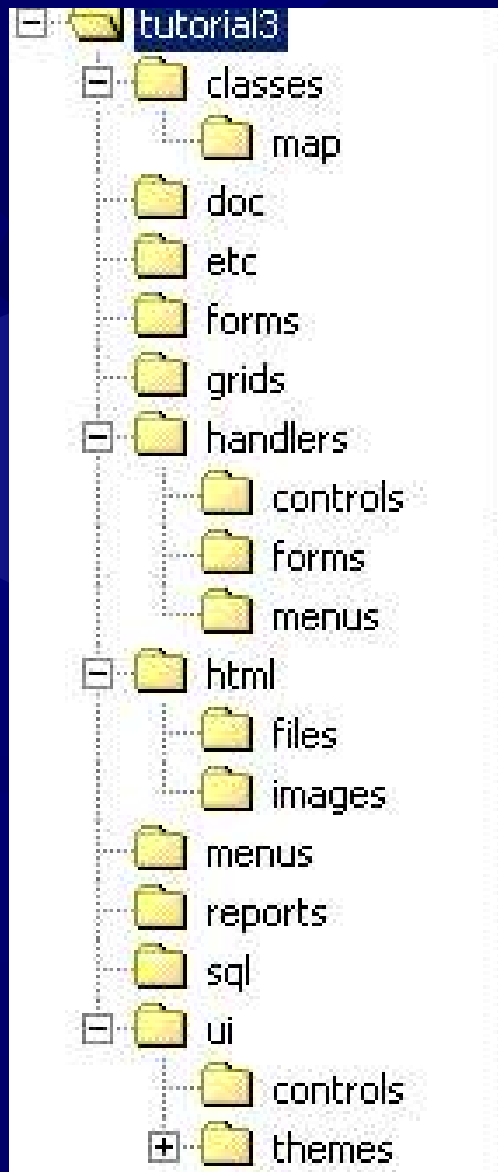 tutorial3
classes
map
doc
etc
forms
grids
handlers
controls
forms
menus
html
files
images
menus
reports
sql
ui
controls
themes